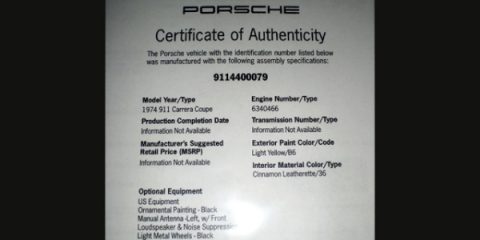 PORSCHE
Certificate of Authenticity
The Porsche vehicle with the identification number listed below
was manufactured with the following assembly specifications:
9114400079
Model Year/Type
1974 911 Carrera Coupe
Production Completion Date
Information Not Available
Manufacturer's Suggested
Retail Price (MSRP)
Information Not Available
Engine Number/Type
6340466
Transmission Number/Type
Information Not Available
Exterior Paint Color/Code
Light Yellow/B6
Interior Material Color/Type
Cinnamon Leatherette/36
Optional Equipment
US Equipment
Ornamental Painting - Black
Manual Antenna -Left, w/ Front
Loudspeaker & Noise Suppression
Light Metal Wheels - Black